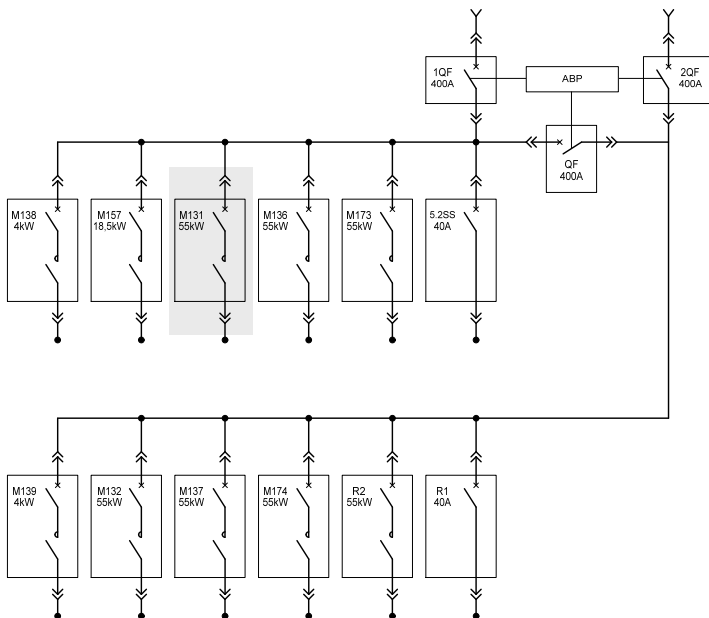 1QF
400A
АВР
2QF
400A
QF
400A
M138
4kW
M157
18,5kW
M131
55kW
M136
55kW
M173
55kW
5.2SS
40A
M139
4kW
M132
55kW
M137
55kW
M174
55kW
R2
55kW
R1
40A